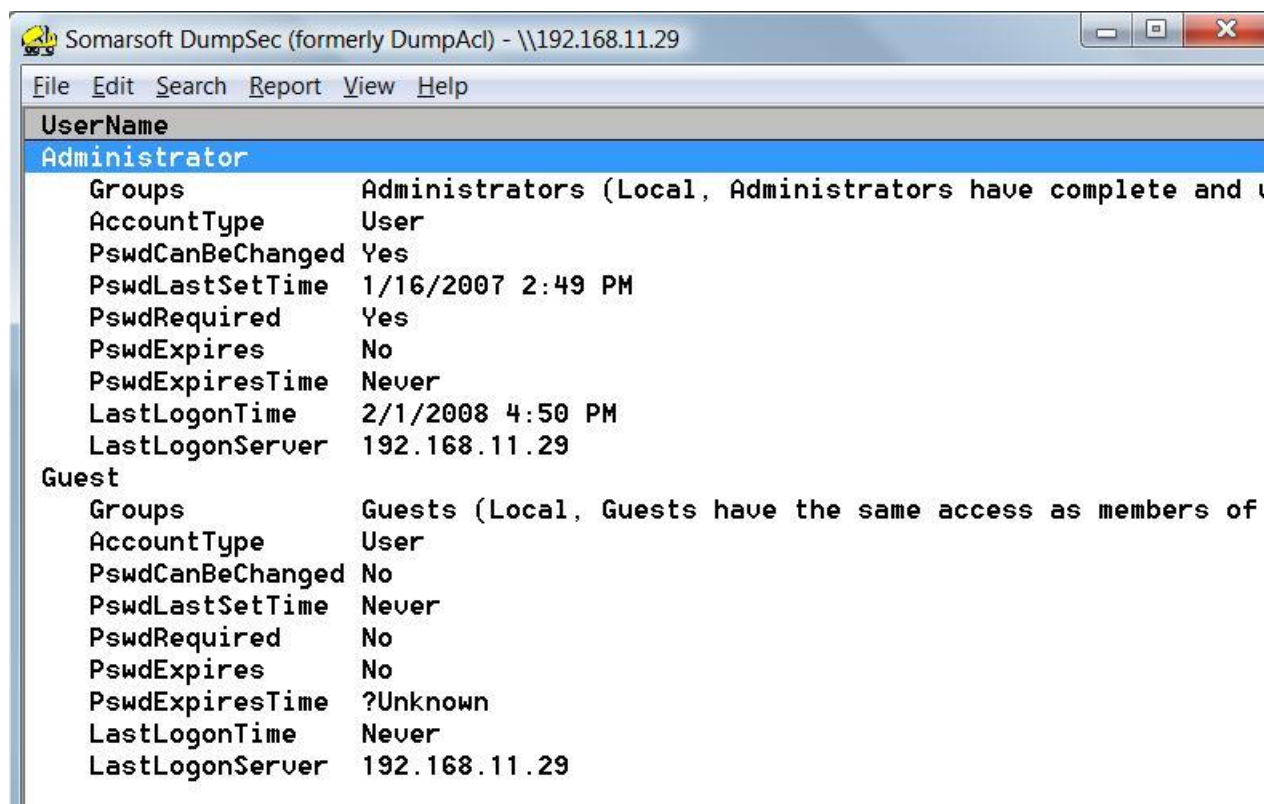 Somarsoft DumpSec (formerly DumpAcl) - \\192.168.11.29
File Edit Search Report View Help
UserName
Administrator
Groups Administrators (Local, Administrators have complete and
AccountType User
PswdCanBeChanged Yes
PswdLastSetTime 1/16/2007 2:49 PM
PswdRequired Yes
PswdExpires No
PswdExpiresTime Never
LastLogonTime 2/1/2008 4:50 PM
LastLogonServer 192.168.11.29
Guest
Groups Guests (Local, Guests have the same access as members of
AccountType User
PswdCanBeChanged No
PswdLastSetTime Never
PswdRequired No
PswdExpires No
PswdExpiresTime ?Unknown
LastLogonTime Never
LastLogonServer 192.168.11.29